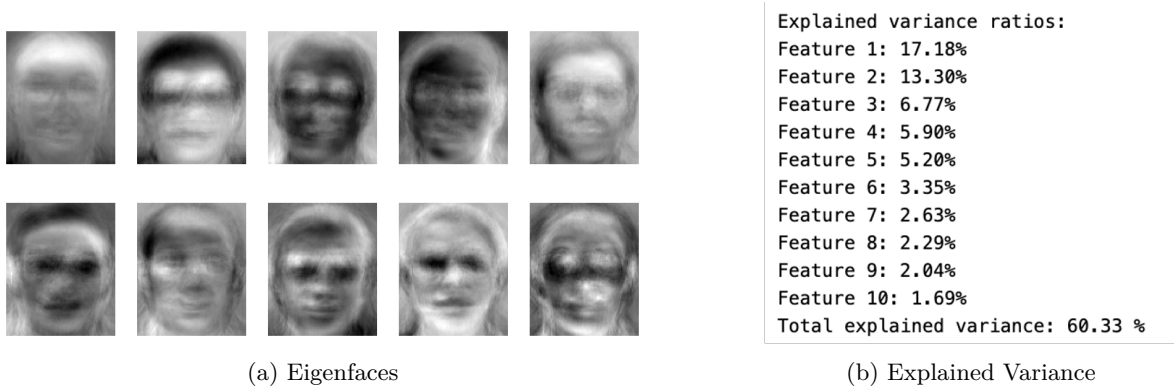 Explained variance ratios:
Feature 1: 17.18%
Feature 2: 13.30%
Feature 3: 6.77%
Feature 4: 5.90%
Feature 5: 5.20%
Feature 6: 3.35%
Feature 7: 2.63%
Feature 8: 2.29%
Feature 9: 2.04%
Feature 10: 1.69%
Total explained variance: 60.33 %
(a) Eigenfaces
(b) Explained Variance